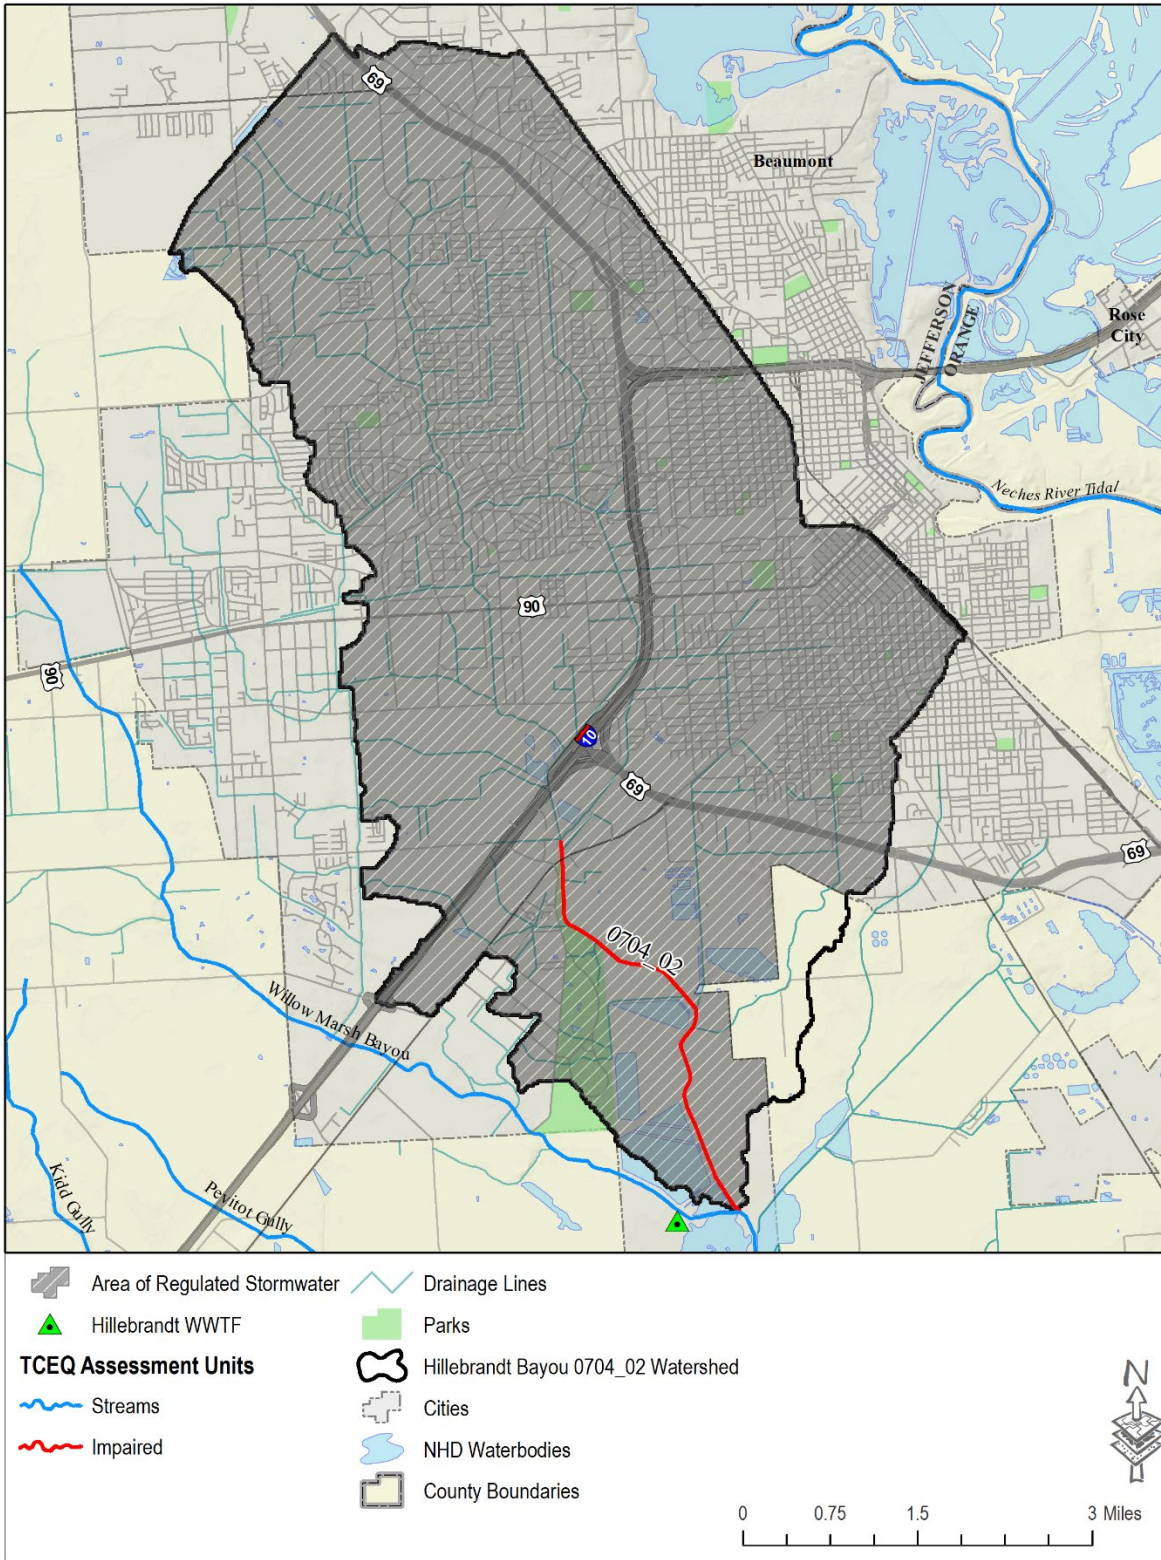 69
Beaumont
JEFFERSON
ORANGE
Rose
City
Neches River Tidal
90
90
10
69
69
0704_02
Willow Marsh Bayou
Kidd Gully
Pevitot Gully
Area of Regulated Stormwater
Drainage Lines
Hillebrandt WWTF
Parks
TCEQ Assessment Units
Hillebrandt Bayou 0704_02 Watershed
Streams
Cities
Impaired
NHD Waterbodies
County Boundaries
N
0 0.75 1.5 3 Miles